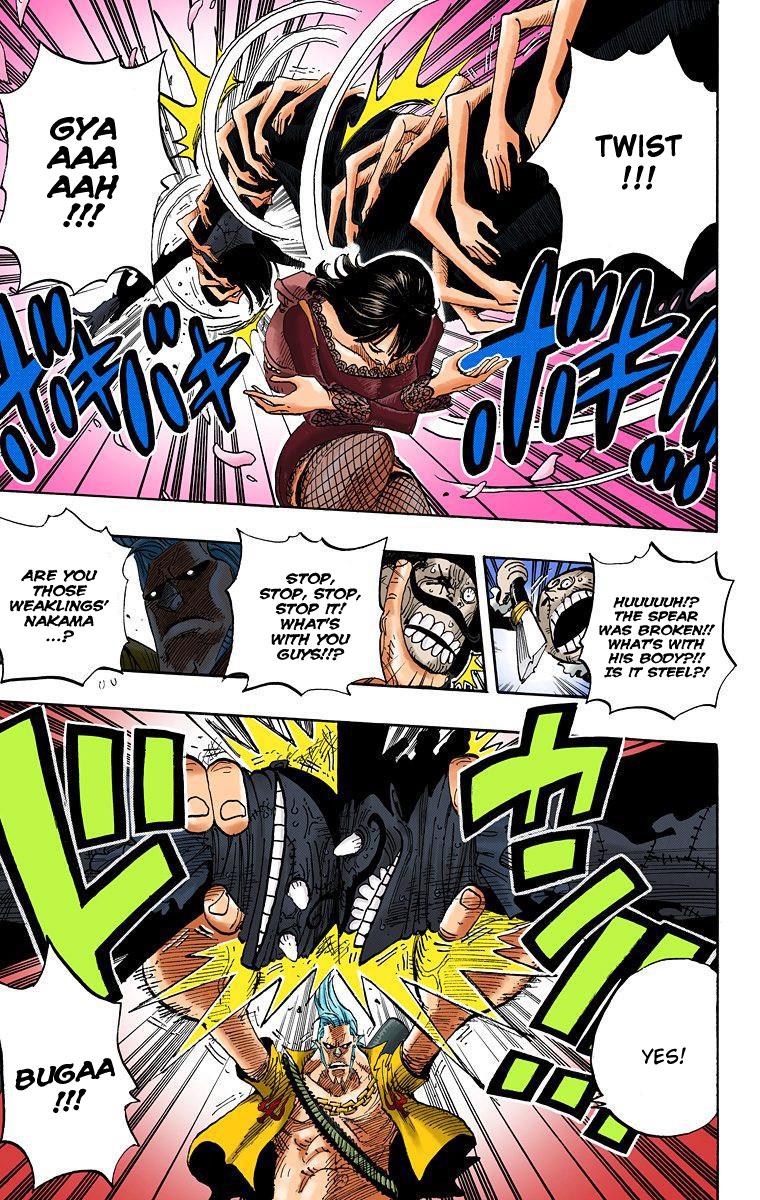 TWIST
!!!
GYA
AAA
AAH
!!!
ボキ!!!
ボキバキ
HUUUUUH!?
THE SPEAR
WAS BROKEN!!
WHAT'S WITH
HIS BODY?!!
IS IT STEEL?!
STOP,
STOP, STOP,
STOP IT!
WHAT'S
WITH YOU
GUYS!!?
ARE YOU
THOSE
WEAKLINGS'
NAKAMA
...?
YES!
BUGAA
!!!